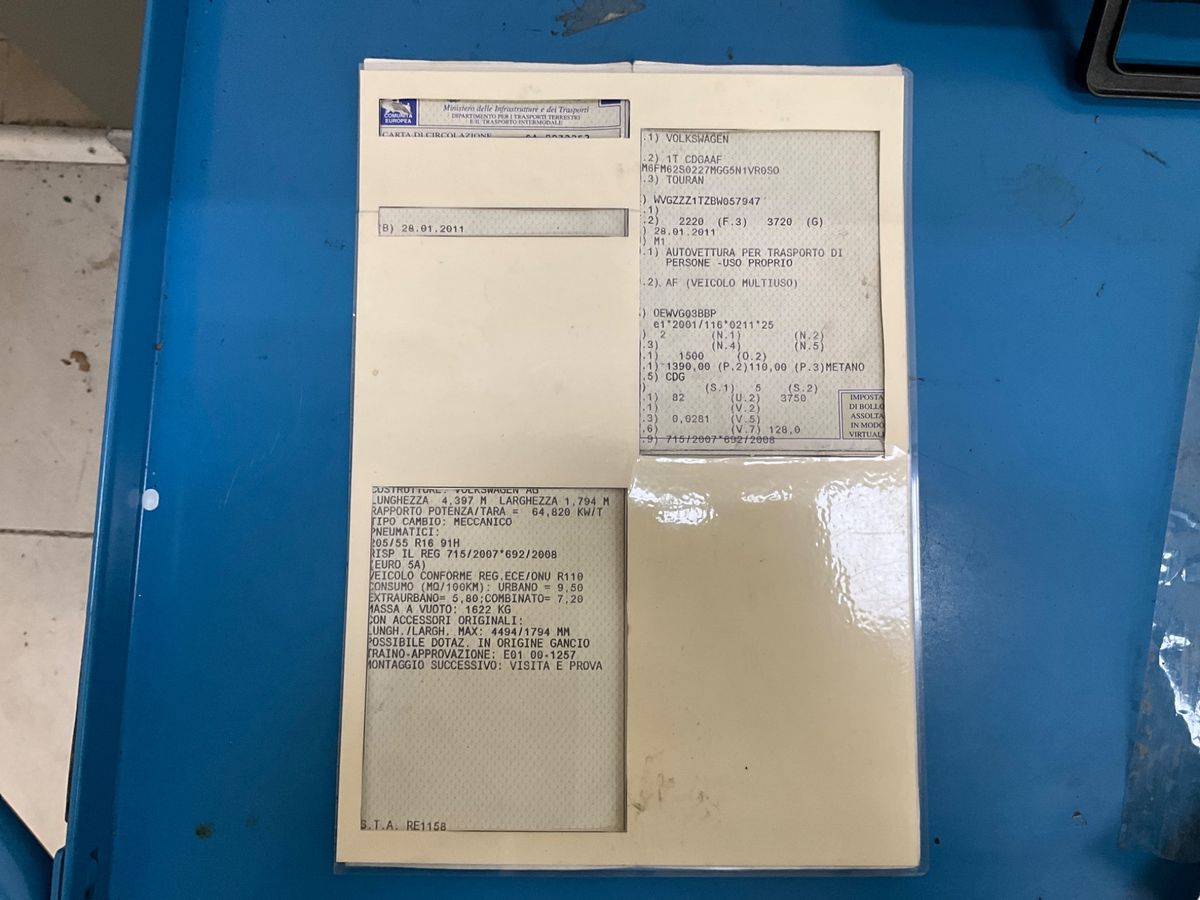 COMUNITÀ
EUROPEA
Ministero delle Infrastrutture e dei Trasporti
DIPARTIMENTO PER I TRASPORTI TERRESTRI
E IL TRASPORTO INTERMODALE
CARTA DI CIRCOLAZIONE
B) 28.01.2011
COSTRUTTORE: VOLKSWAGEN AG
LUNGHEZZA 4,397 M LARGHEZZA 1,794 M
RAPPORTO POTENZA/TARA = 64,820 KW/T
TIPO CAMBIO: MECCANICO
PNEUMATICI:
205/55 R16 91H
RISP IL REG 715/2007*692/2008
(EURO 5A)
VEICOLO CONFORME REG.ECE/ONU R110
CONSUMO (MQ/100KM): URBANO = 9,50
EXTRAURBANO= 5,80;COMBINATO= 7,20
MASSA A VUOTO: 1622 KG
CON ACCESSORI ORIGINALI:
LUNGH./LARGH. MAX: 4494/1794 MM
POSSIBILE DOTAZ. IN ORIGINE GANCIO
TRAINO-APPROVAZIONE: E01 00-1257
MONTAGGIO SUCCESSIVO: VISITA E PROVA
S.T.A. RE1158
.1) VOLKSWAGEN
.2) 1T CDGAAF
M6FM62S0227MGG5N1VR0SO
.3) TOURAN
) WVGZZZ1TZBW057947
.1)
.2) 2220 (F.3) 3720 (G)
) 28.01.2011
) M1
.1) AUTOVETTURA PER TRASPORTO DI
PERSONE -USO PROPRIO
.2) AF (VEICOLO MULTIUSO)
) OEWVG03BBP
e1*2001/116*0211*25
) 2 (N.1) (N.2)
.3) (N.4) (N.5)
.1) 1500 (O.2)
.1) 1390,00 (P.2)110,00 (P.3)METANO
.5) CDG
) (S.1) 5 (S.2)
.1) 82 (U.2) 3750
.1) (V.2)
.3) 0,0281 (V.5)
.6) (V.7) 128,0
.9) 715/2007*692/2008
IMPOSTA
DI BOLLO
ASSOLTA
IN MODO
VIRTUALE